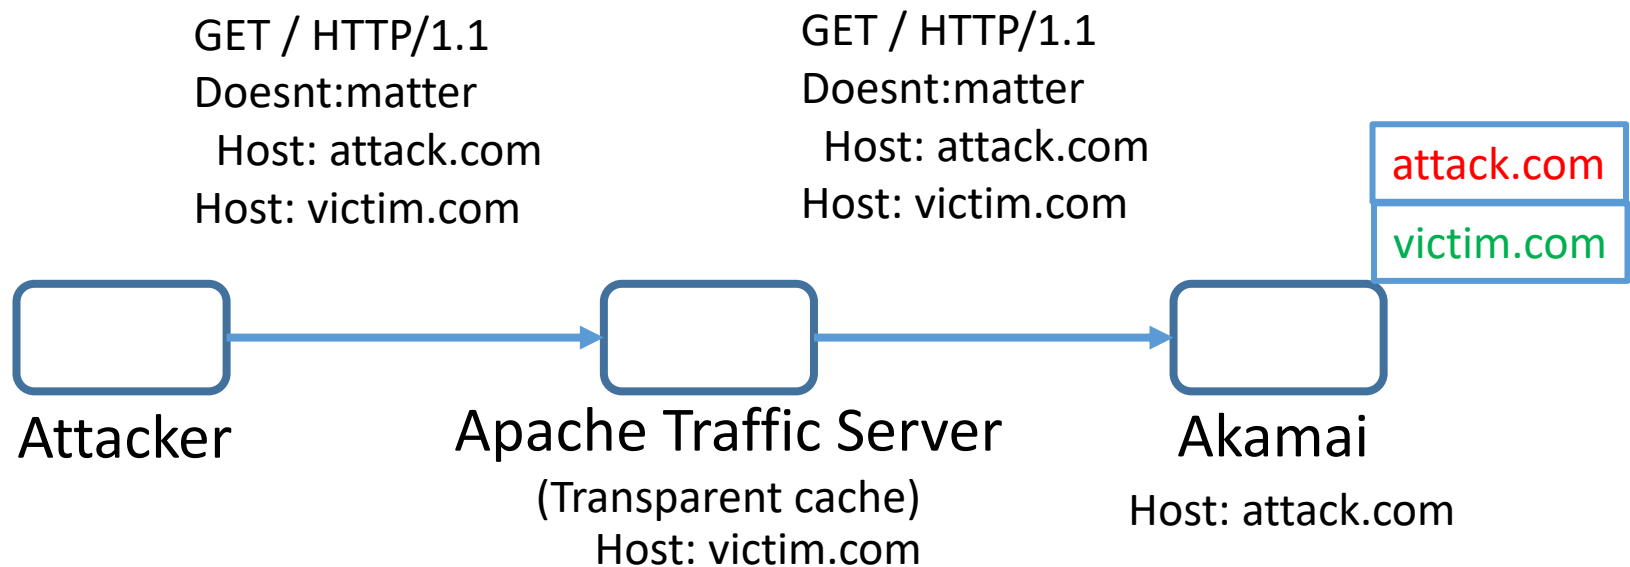 GET / HTTP/1.1
Doesnt:matter
Host: attack.com
Host: victim.com
GET / HTTP/1.1
Doesnt:matter
Host: attack.com
Host: victim.com
attack.com
victim.com
Attacker
Apache Traffic Server
(Transparent cache)
Host: victim.com
Akamai
Host: attack.com